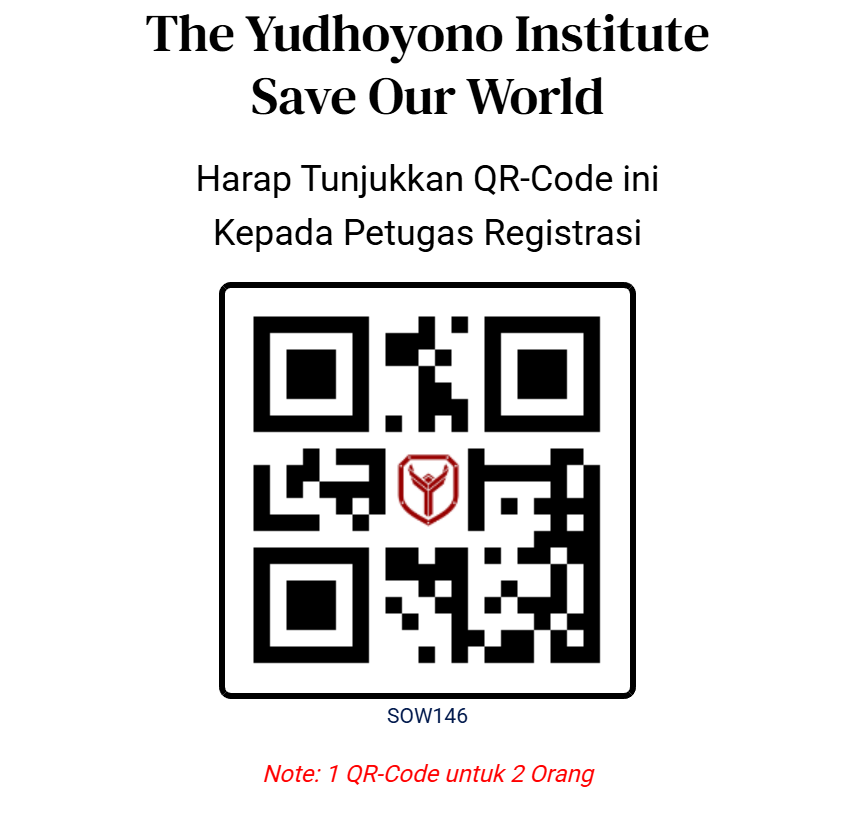 The Yudhoyono Institute
Save Our World
Harap Tunjukkan QR-Code ini
Kepada Petugas Registrasi
SOW146
Note: 1 QR-Code untuk 2 Orang